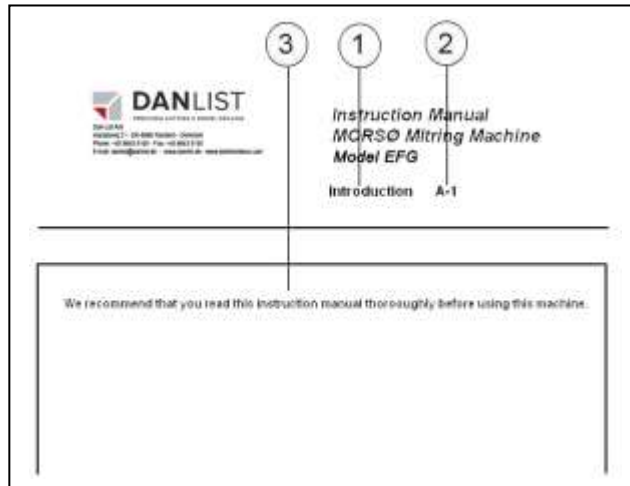 3 1 2
DANLIST
Instruction Manual
MORSØ Mitring Machine
Model EFG
Introduction A-1
We recommend that you read this instruction manual thoroughly before using this machine.